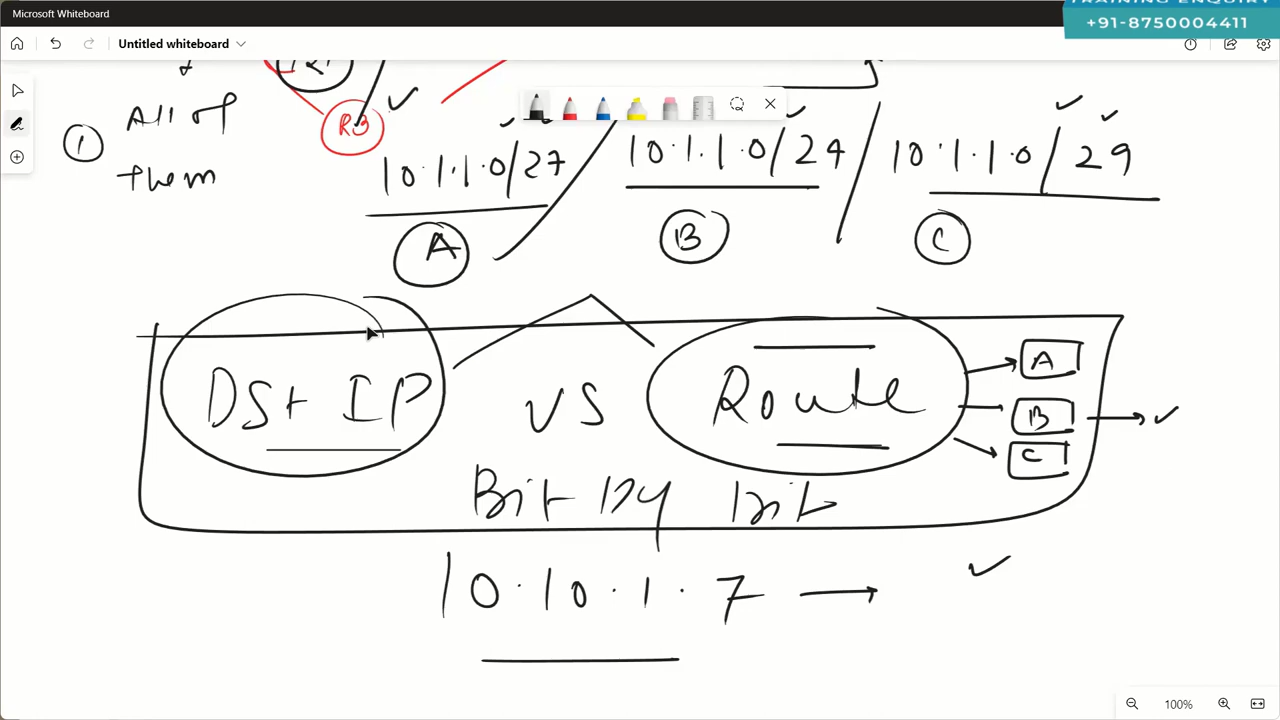 Microsoft Whiteboard
TRAINING ENQUIRY
+91-8750004411
Untitled whiteboard
① All of
them
R3
10.1.1.0/27
10.1.1.0/24
10.1.1.0/29
A
B
C
DSt IP VS Route
A
B
C
Bit by bit
10.10.1.7
100%